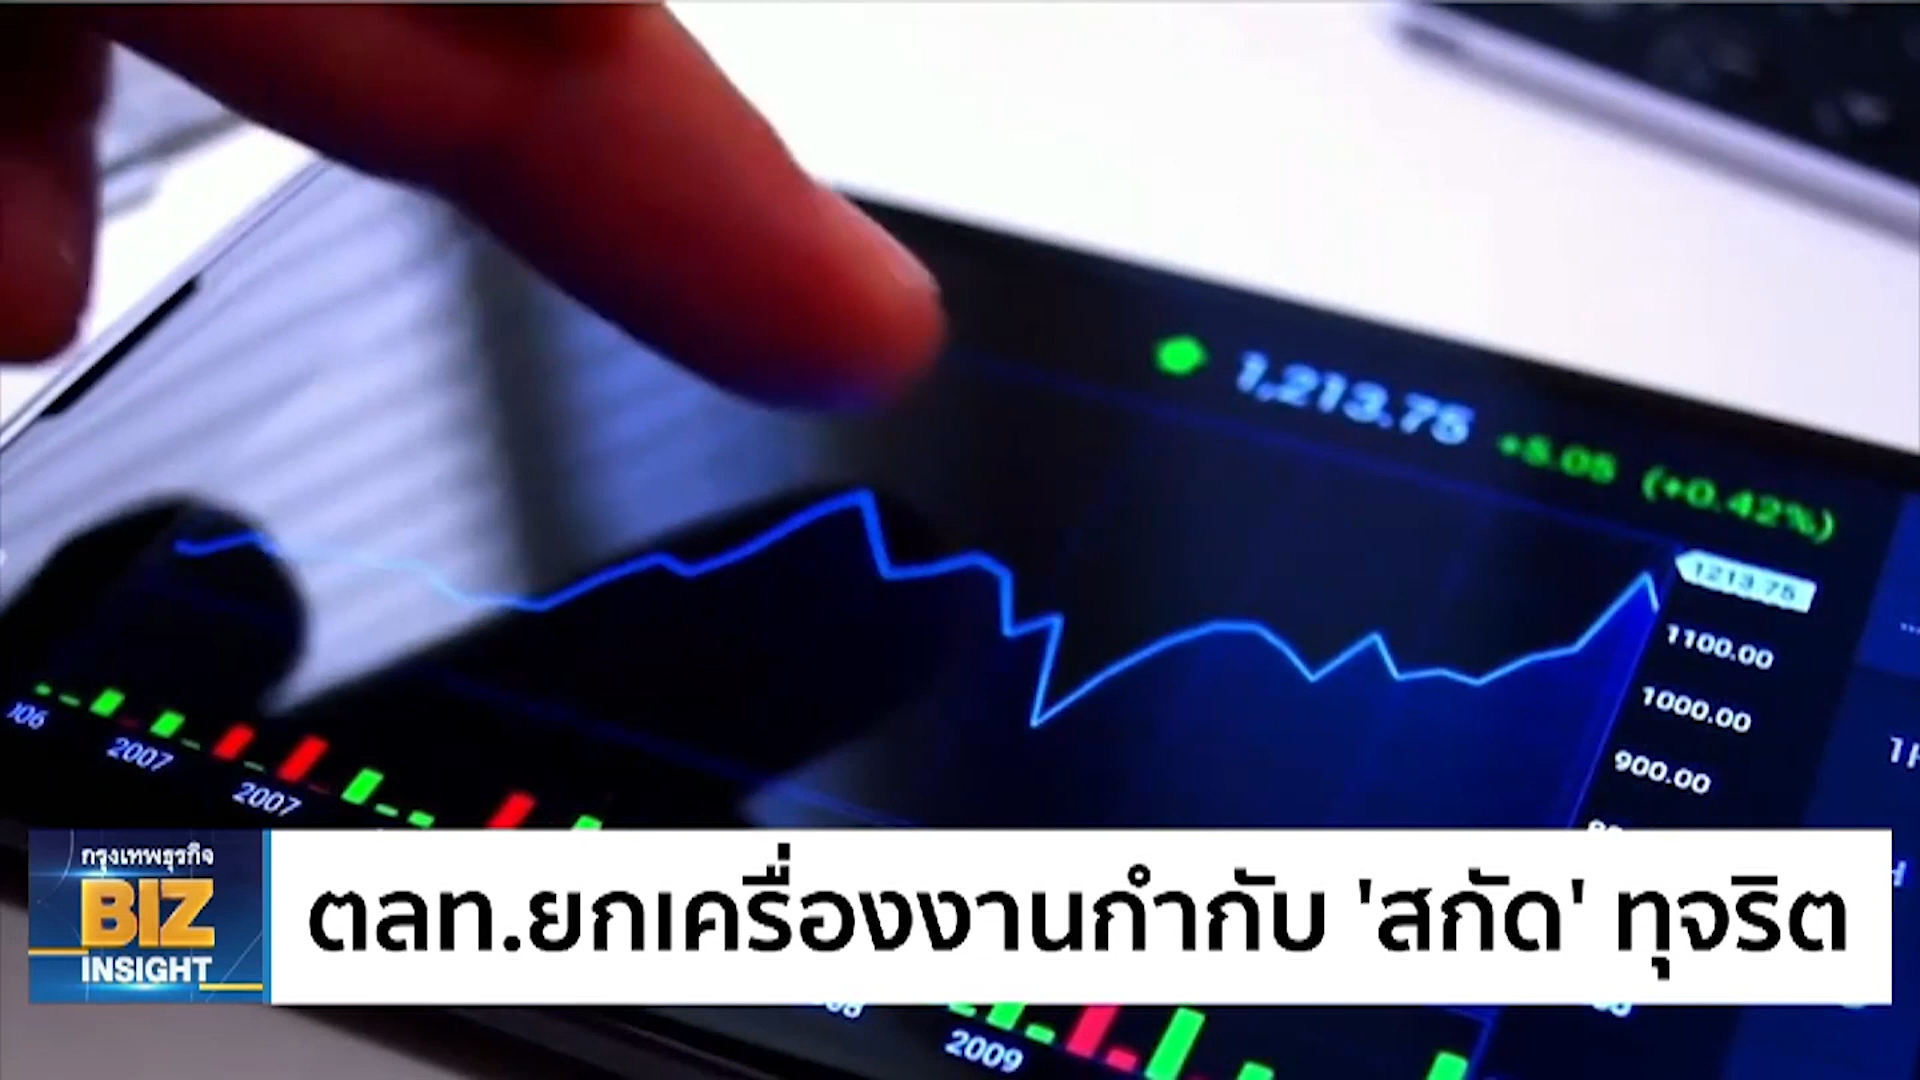 1,213.75 +5.05 (+0.42%)
1213.75
1100.00
1000.00
900.00
2007
2007
กรุงเทพธุรกิจ
BIZ
INSIGHT
ตลท.ยกเครื่องงานกำกับ 'สกัด' ทุจริต
2009